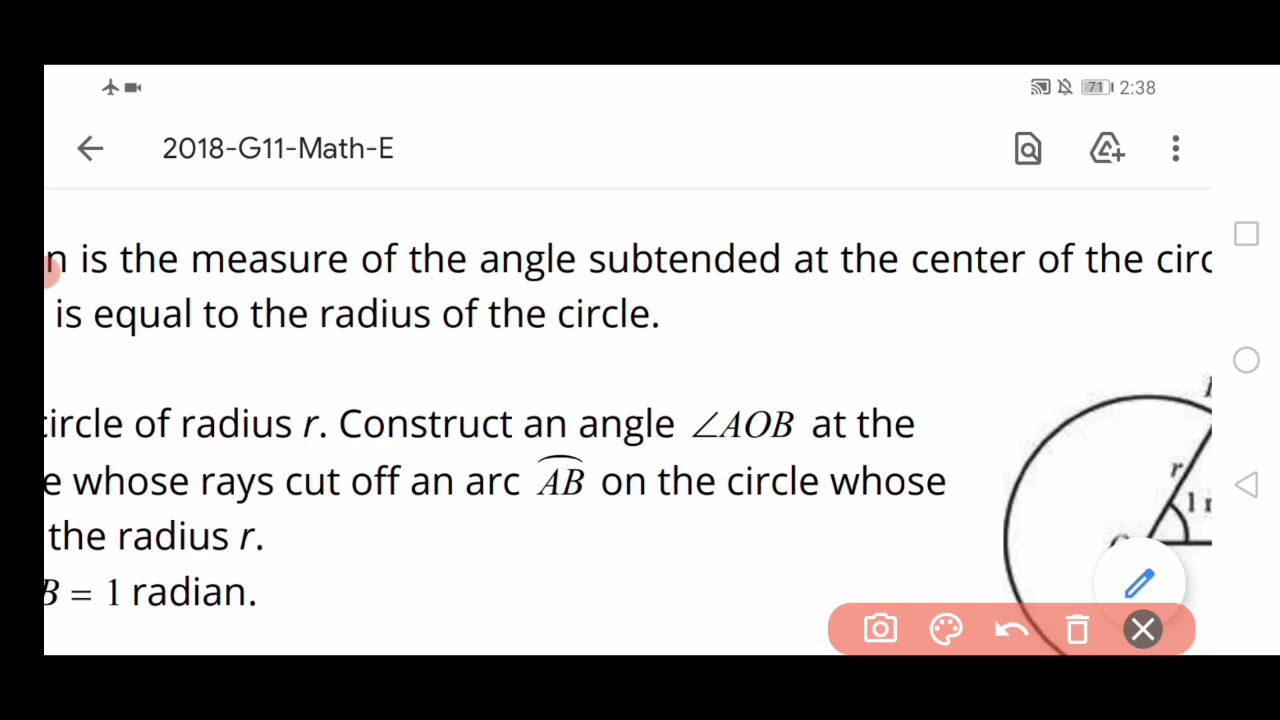 71 2:38
2018-G11-Math-E
is the measure of the angle subtended at the center of the
is equal to the radius of the circle.
of radius r. Construct an angle ∠AOB at the
whose rays cut off an arc AB on the circle whose
the radius r.
B = 1 radian.
r
1